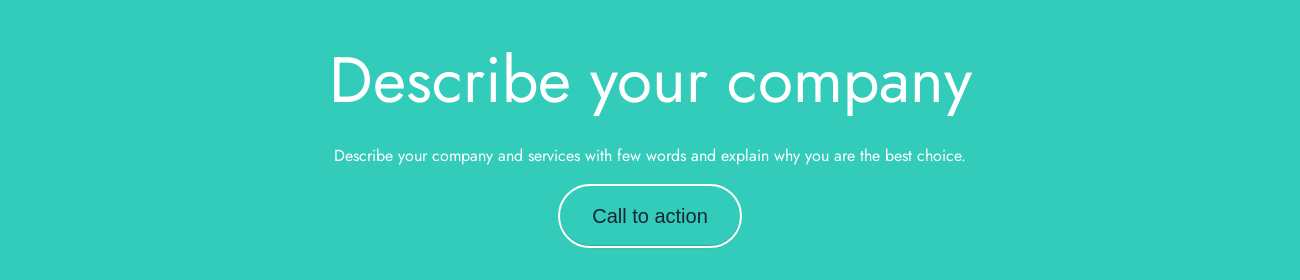 Describe your company
Describe your company and services with few words and explain why you are the best choice.
Call to action